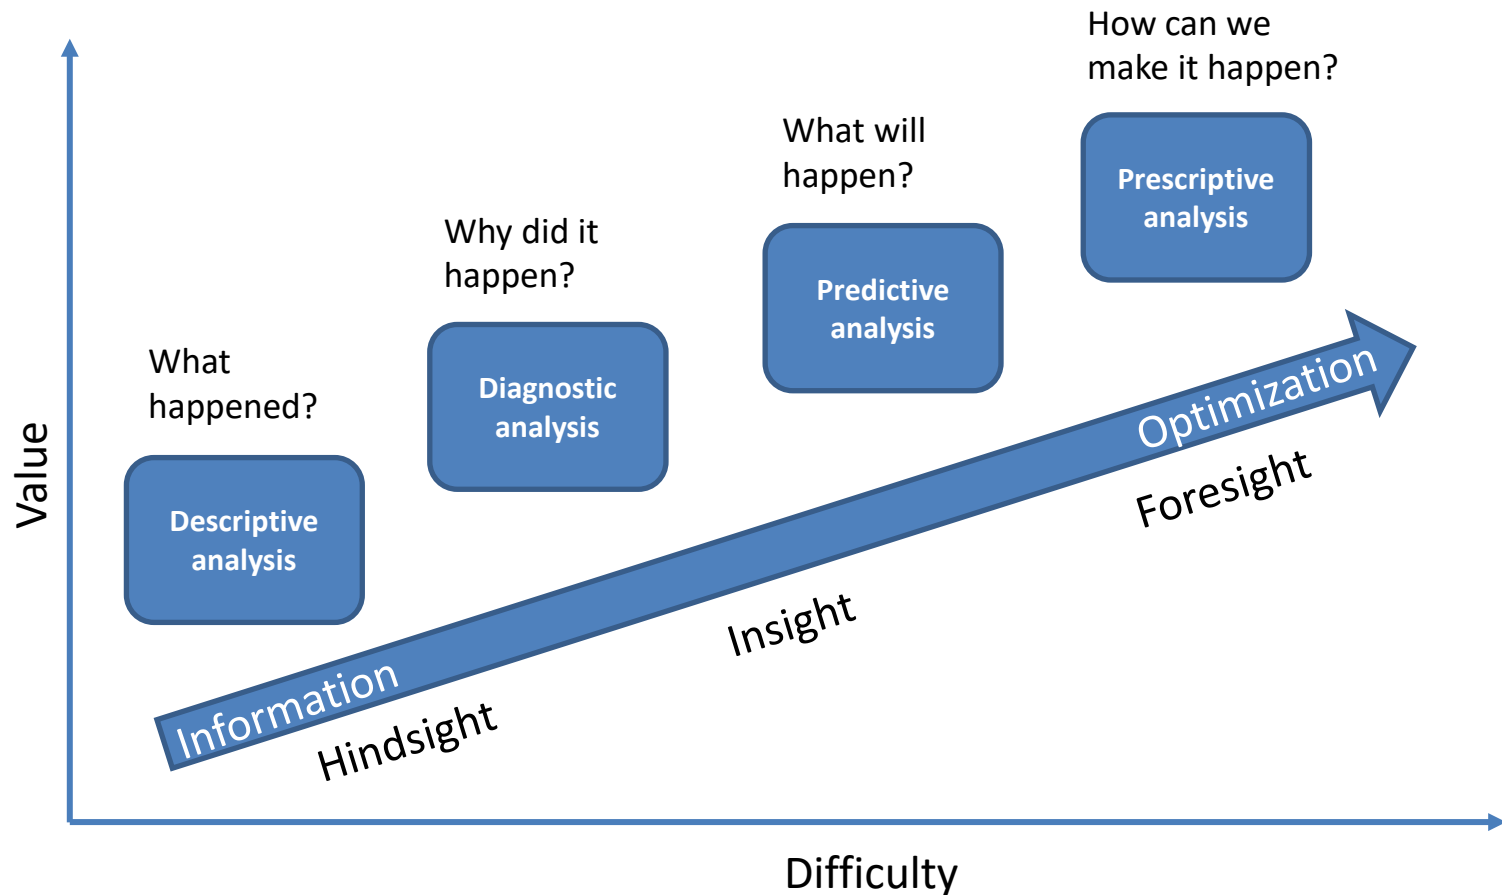 How can we
make it happen?
What will
happen?
Prescriptive
analysis
Why did it
happen?
Predictive
analysis
What
happened?
Diagnostic
analysis
Optimization
Value
Descriptive
analysis
Foresight
Insight
Information
Hindsight
Difficulty